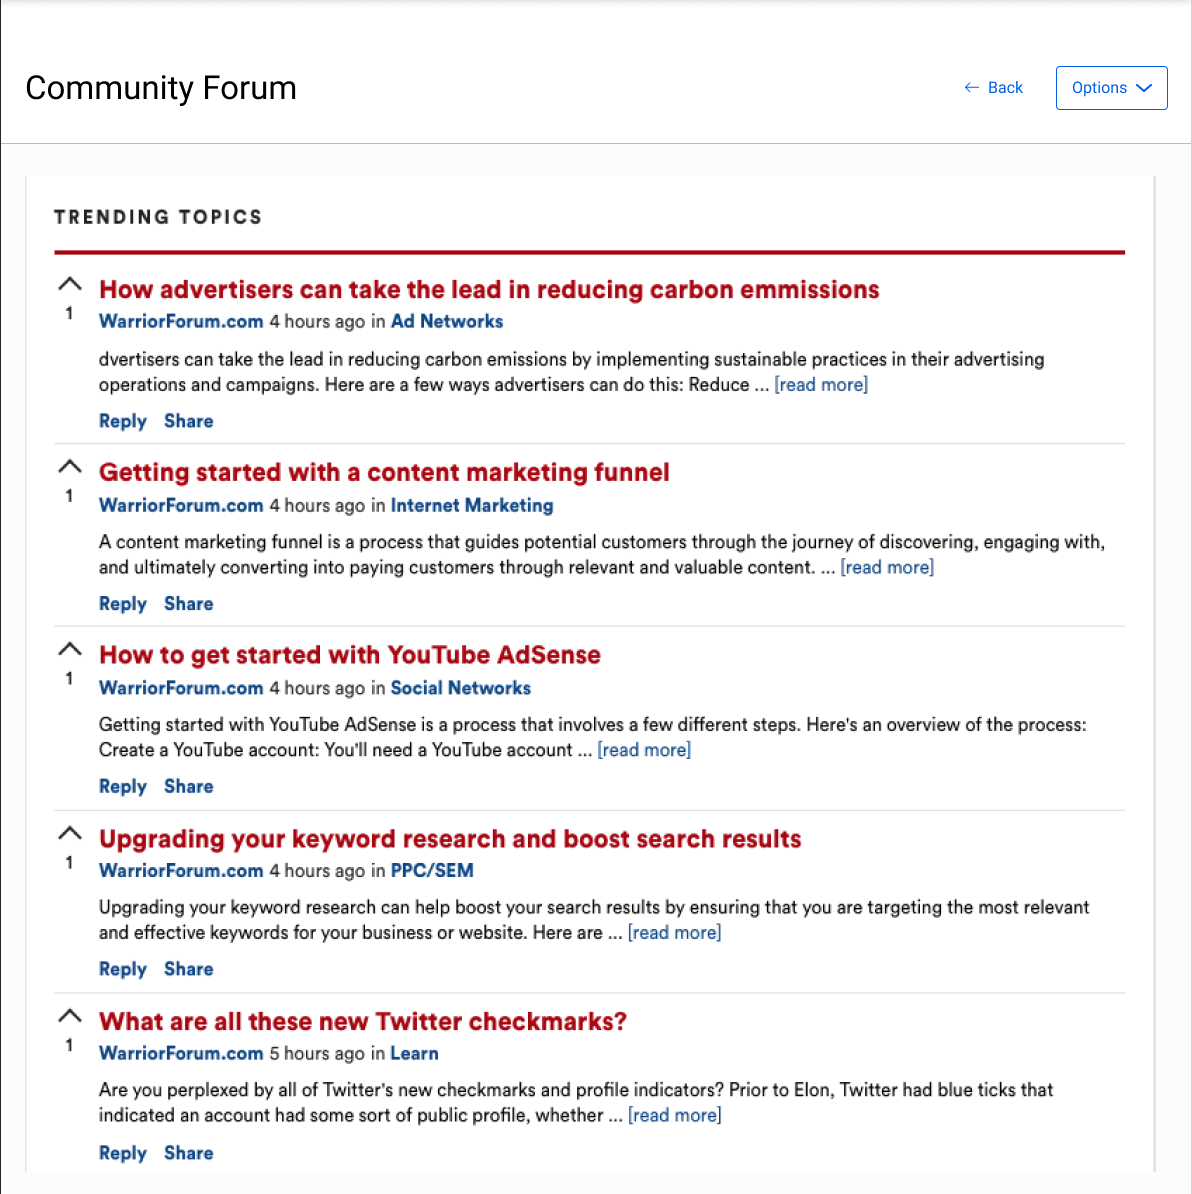 Community Forum
← Back
Options
TRENDING TOPICS
How advertisers can take the lead in reducing carbon emmissions
1
WarriorForum.com 4 hours ago in Ad Networks
dvertisers can take the lead in reducing carbon emissions by implementing sustainable practices in their advertising
operations and campaigns. Here are a few ways advertisers can do this: Reduce ... [read more]
Reply Share
Getting started with a content marketing funnel
1
WarriorForum.com 4 hours ago in Internet Marketing
A content marketing funnel is a process that guides potential customers through the journey of discovering, engaging with,
and ultimately converting into paying customers through relevant and valuable content. ... [read more]
Reply Share
How to get started with YouTube AdSense
1
WarriorForum.com 4 hours ago in Social Networks
Getting started with YouTube AdSense is a process that involves a few different steps. Here's an overview of the process:
Create a YouTube account: You'll need a YouTube account ... [read more]
Reply Share
Upgrading your keyword research and boost search results
1
WarriorForum.com 4 hours ago in PPC/SEM
Upgrading your keyword research can help boost your search results by ensuring that you are targeting the most relevant
and effective keywords for your business or website. Here are ... [read more]
Reply Share
What are all these new Twitter checkmarks?
1
WarriorForum.com 5 hours ago in Learn
Are you perplexed by all of Twitter's new checkmarks and profile indicators? Prior to Elon, Twitter had blue ticks that
indicated an account had some sort of public profile, whether ... [read more]
Reply Share